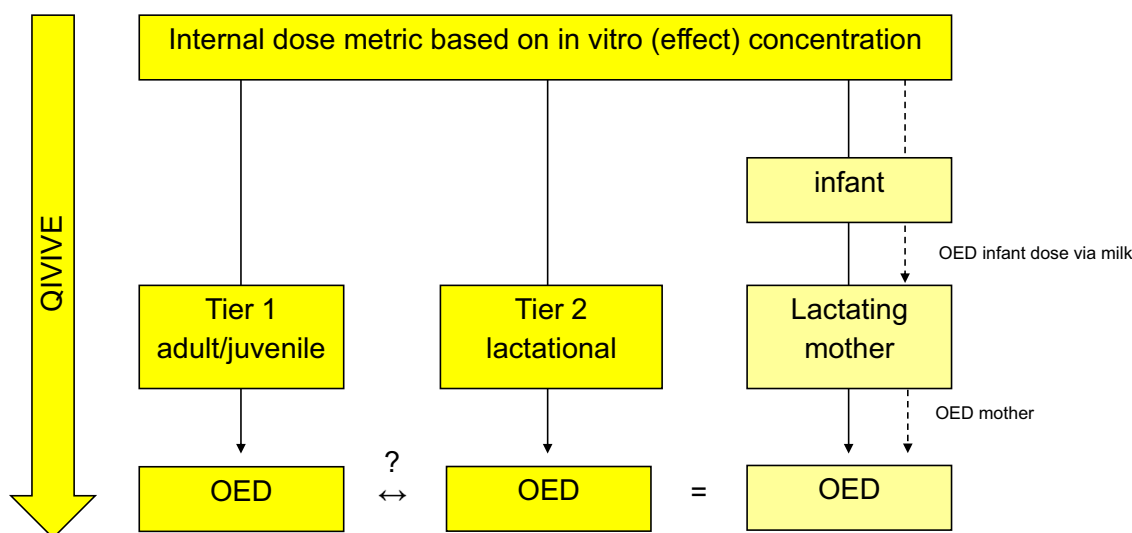 Internal dose metric based on in vitro (effect) concentration
QIVIVE
infant
OED infant dose via milk
Tier 1
adult/juvenile
Tier 2
lactational
Lactating
mother
OED mother
?
OED
↔
OED
=
OED